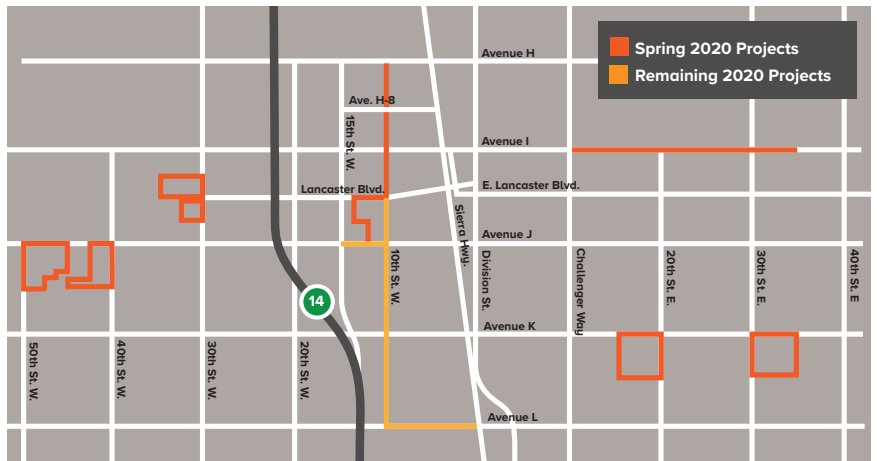 Spring 2020 Projects
Remaining 2020 Projects
Avenue H
Ave. H-8
15th St. W.
Avenue I
Lancaster Blvd.
E. Lancaster Blvd.
Sierra Hwy.
Avenue J
10th St. W.
Division St.
Challenger Way
20th St. E.
30th St. E.
40th St. E
14
Avenue K
50th St. W.
40th St. W.
30th St. W.
20th St. W.
Avenue L